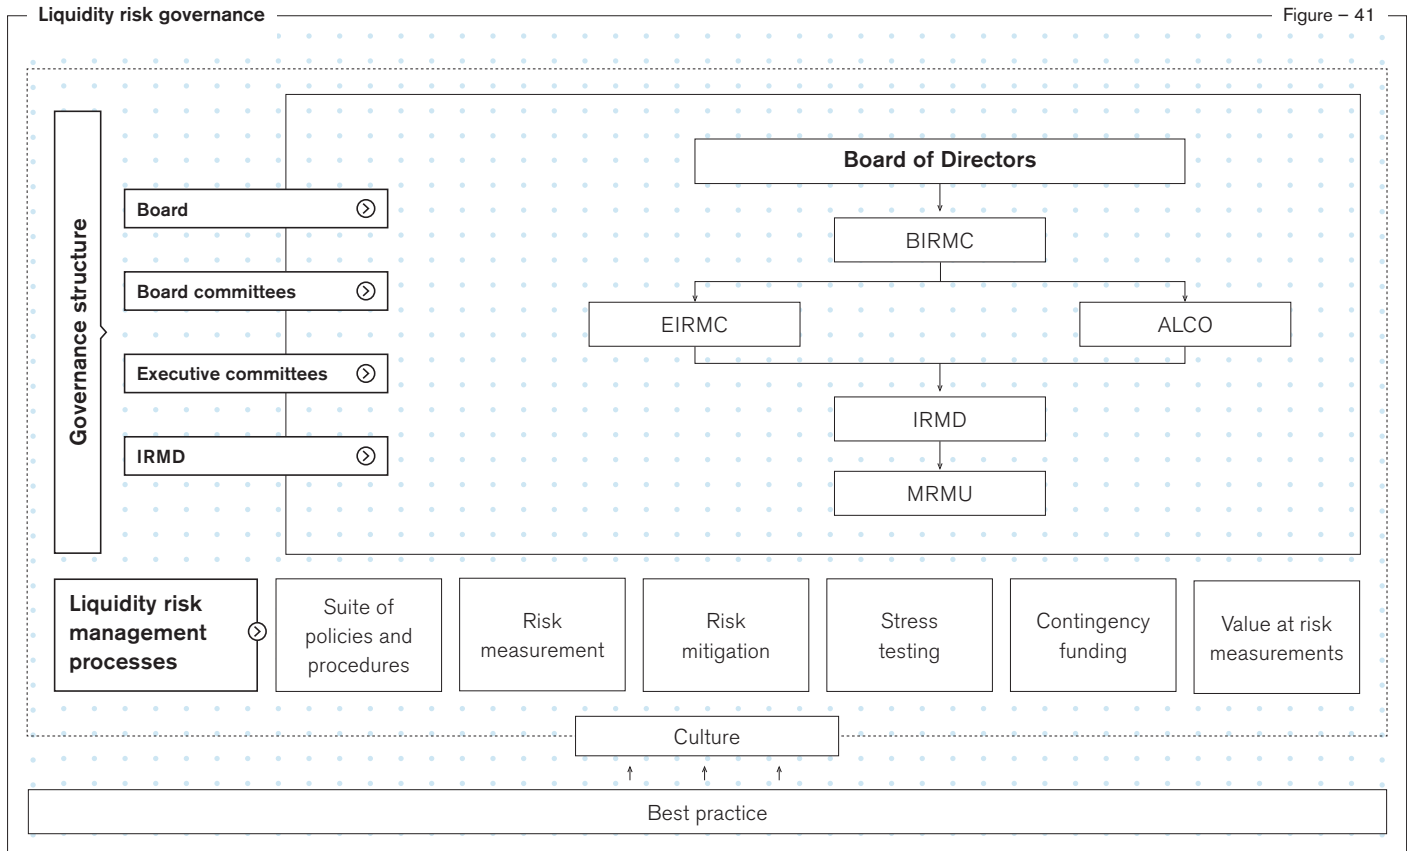 Liquidity risk governance
Figure – 41
Governance structure
Board
Board committees
Executive committees
IRMD
Board of Directors
BIRMC
EIRMC
ALCO
IRMD
MRMU
Liquidity risk
management
processes
Suite of
policies and
procedures
Risk
measurement
Risk
mitigation
Stress
testing
Contingency
funding
Value at risk
measurements
Culture
Best practice